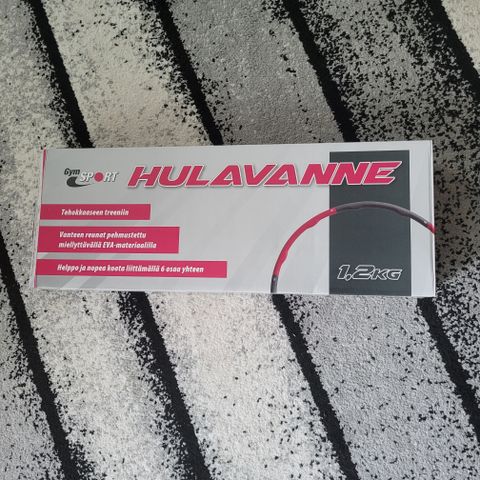 Gym
SPORT
HULAVANNE
Tehokkaaseen treeniin
Vanteen reunat pehmustettu
miellyttävällä EVA-materiaalilla
Helppo ja nopea koota liittämällä 6 osaa yhteen
1,2KG